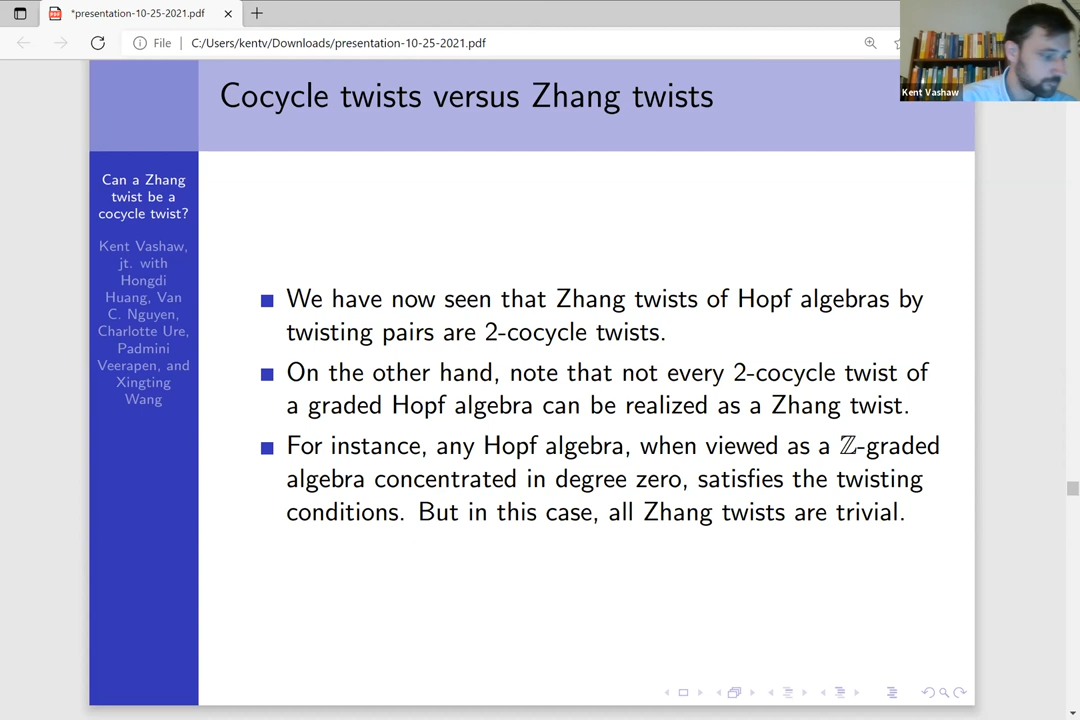 *presentation-10-25-2021.pdf
File | C:/Users/kentv/Downloads/presentation-10-25-2021.pdf
Kent Vashaw
Cocycle twists versus Zhang twists
Can a Zhang
twist be a
cocycle twist?
Kent Vashaw,
jt. with
Hongdi
Huang, Van
C. Nguyen,
Charlotte Ure,
Padmini
Veerapen, and
Xingting
Wang
We have now seen that Zhang twists of Hopf algebras by
twisting pairs are 2-cocycle twists.
On the other hand, note that not every 2-cocycle twist of
a graded Hopf algebra can be realized as a Zhang twist.
For instance, any Hopf algebra, when viewed as a ℤ-graded
algebra concentrated in degree zero, satisfies the twisting
conditions. But in this case, all Zhang twists are trivial.